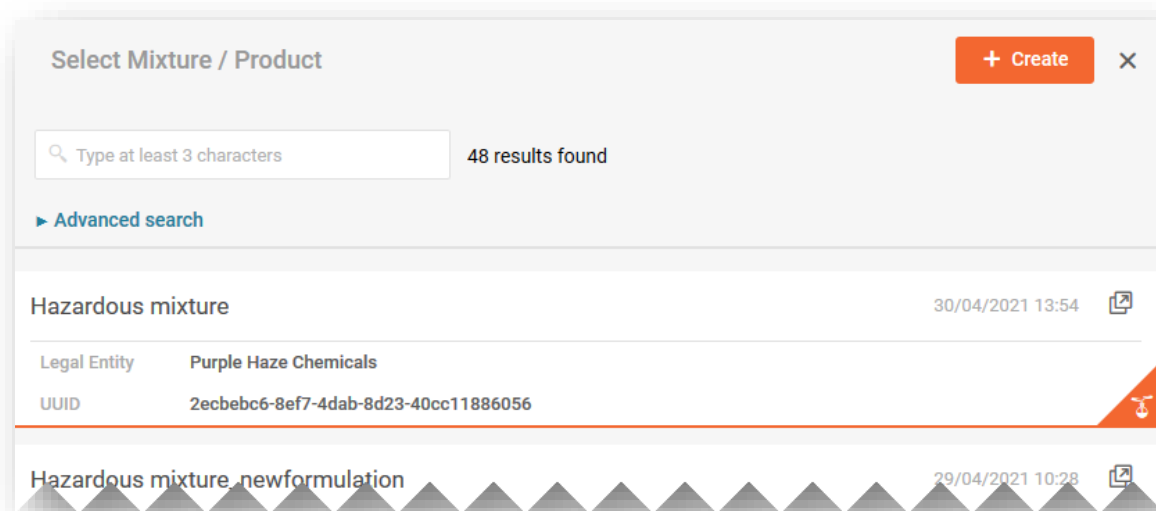 Select Mixture / Product
+ Create
Type at least 3 characters
48 results found
Advanced search
Hazardous mixture
30/04/2021 13:54
Legal Entity Purple Haze Chemicals
UUID 2ecbebc6-8ef7-4dab-8d23-40cc11886056
Hazardous mixture_newformulation
29/04/2021 10:28